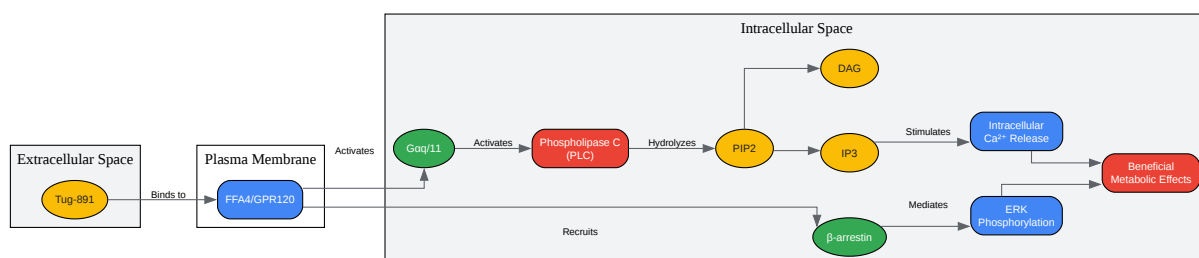 Intracellular Space
DAG
Gαq/11
Activates
Phospholipase C
(PLC)
Hydrolyzes
PIP2
IP3
Stimulates
Intracellular
Ca²⁺ Release
Activates
Extracellular Space
Tug-891
Binds to
Plasma Membrane
FFA4/GPR120
Beneficial
Metabolic Effects
Recruits
β-arrestin
Mediates
ERK
Phosphorylation